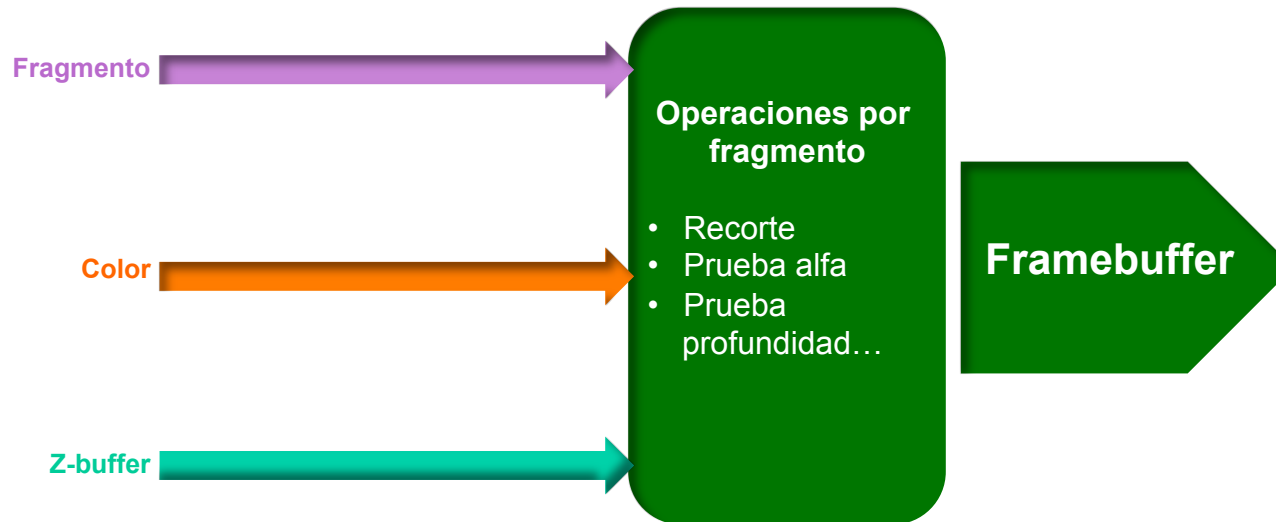 Fragmento
Operaciones por
fragmento
• Recorte
• Prueba alfa
• Prueba
profundidad…
Color
Framebuffer
Z-buffer